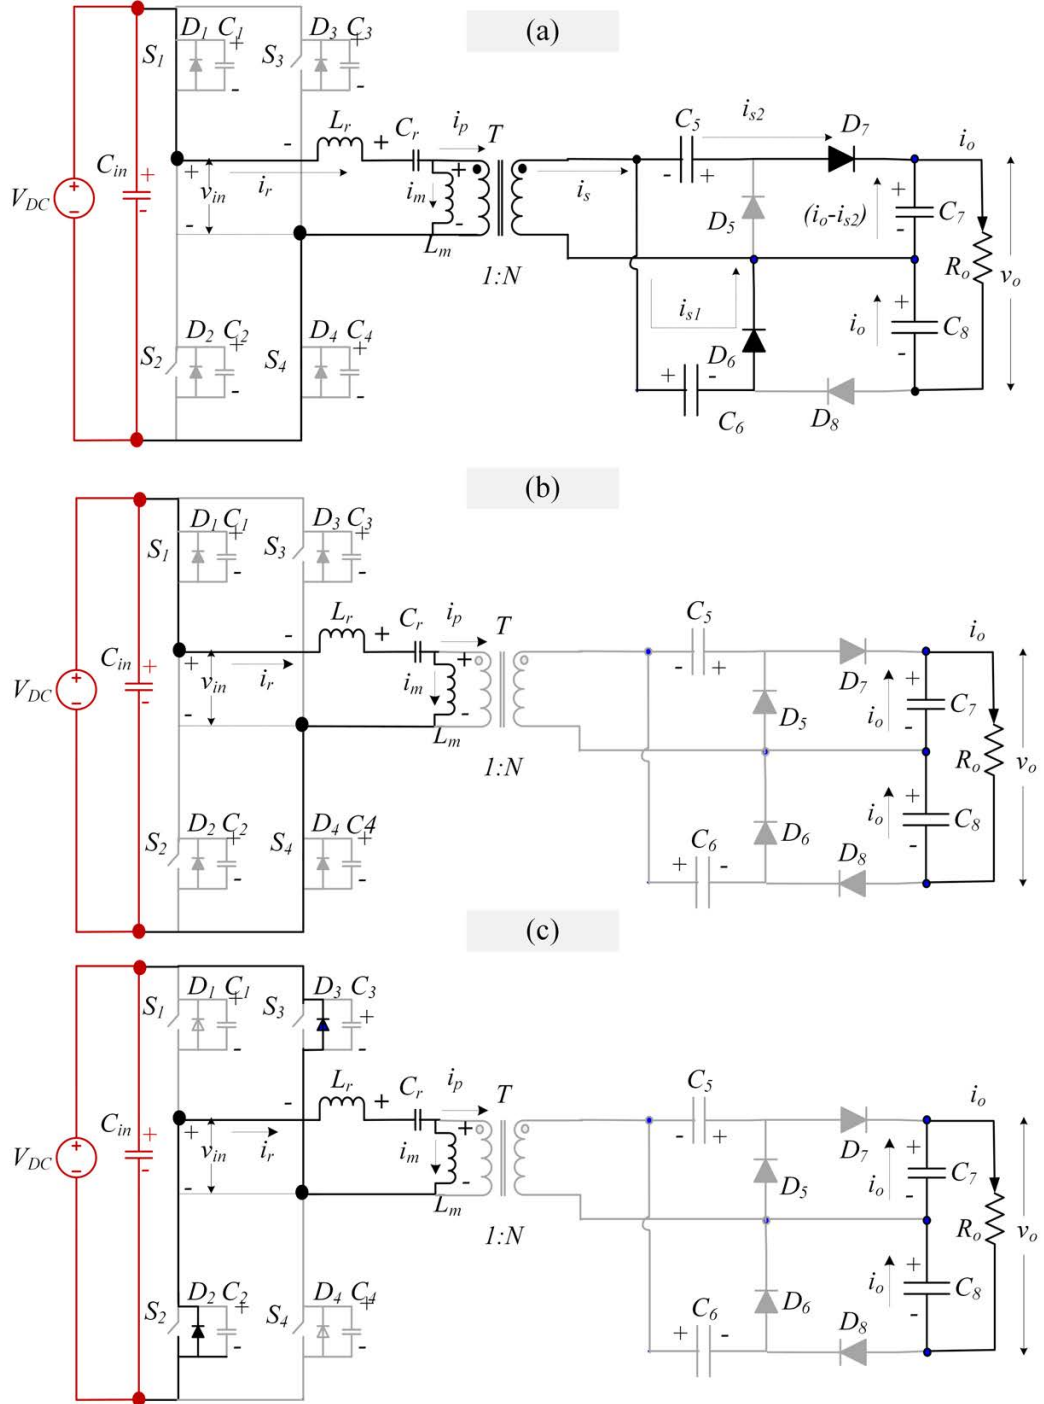 (a)
D1 C1 + D3 C3 +
S1 S3
- -
Lr Cr ip T C5 is2 D7 io
- + +
Cin + + vin ir im is - + D5 (io-is2) + C7
VDC + - - - Lm - Ro vo
1:N
is1 io + C8
D2 C2 + D4 C4 +
S2 S4 D6 -
- - + - C6 D8
(b)
D1 C1 + D3 C3 +
S1 S3
- -
Lr Cr ip T C5 io
- + +
Cin + + vin ir im - + D7 io + C7
VDC + - - - Lm D5 - Ro vo
1:N
io + C8
D2 C2 + D4 C4 +
S2 S4 C6 D6 -
- - + - D8
(c)
D1 C1 + D3 C3
S1 S3 +
- -
Lr Cr ip T C5 io
- + +
Cin + + vin ir im - + D7 io + C7
VDC + - - - Lm D5 - Ro vo
1:N
io + C8
D2 C2 + D4 C4 +
S2 S4 C6 D6 -
- - + - D8